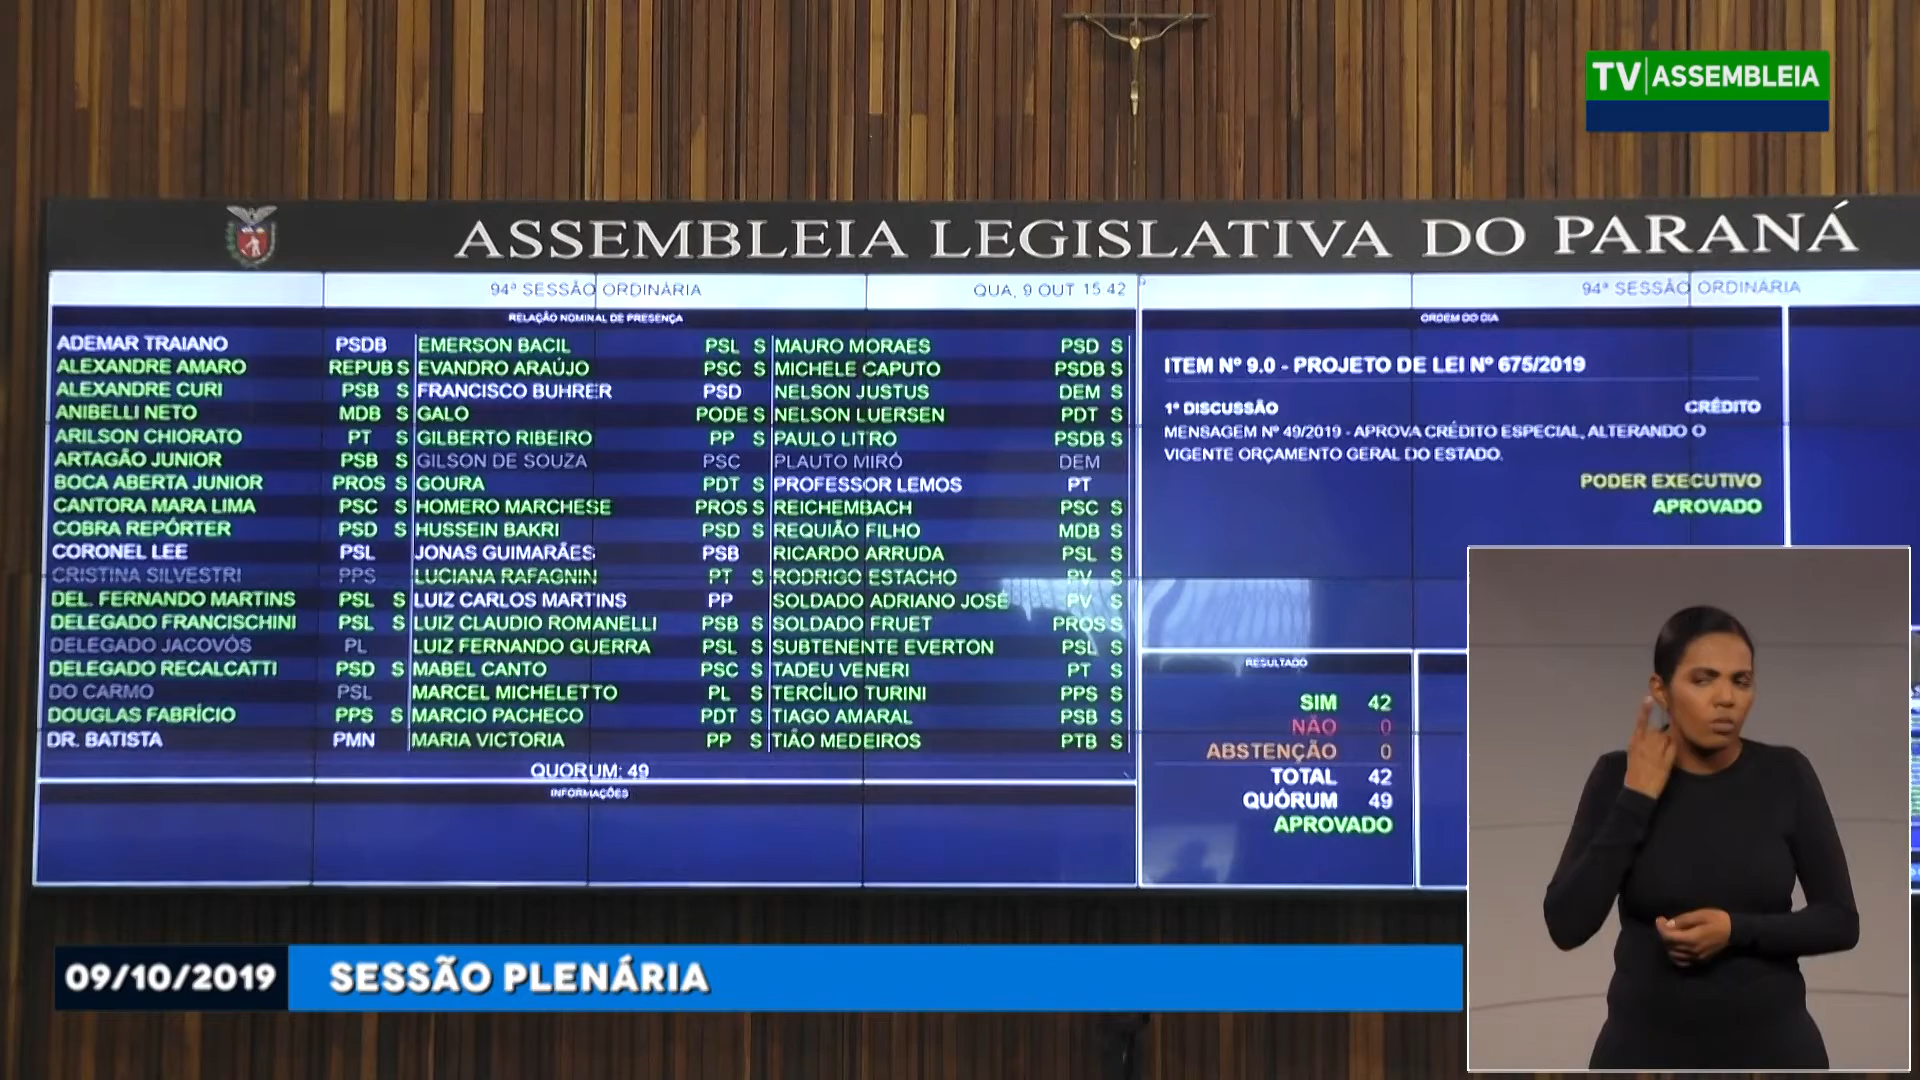 TV ASSEMBLEIA
ASSEMBLEIA LEGISLATIVA DO PARANÁ
94ª SESSÃO ORDINÁRIA QUA, 9 OUT 15:42
94ª SESSÃO ORDINÁRIA
RELAÇÃO NOMINAL DE PRESENÇA
ADEMAR TRAIANO PSDB
ALEXANDRE AMARO REPUB S
ALEXANDRE CURI PSB S
ANIBELLI NETO MDB S
ARILSON CHIORATO PT S
ARTAGÃO JUNIOR PSB S
BOCA ABERTA JUNIOR PROS S
CANTORA MARA LIMA PSC S
COBRA REPÓRTER PSD S
CORONEL LEE PSL
CRISTINA SILVESTRI PPS
DEL. FERNANDO MARTINS PSL S
DELEGADO FRANCISCHINI PSL S
DELEGADO JACOVÓS PL
DELEGADO RECALCATTI PSD S
DO CARMO PSL
DOUGLAS FABRÍCIO PPS S
DR. BATISTA PMN
EMERSON BACIL PSL S
EVANDRO ARAÚJO PSC S
FRANCISCO BUHRER PSD
GALO PODE S
GILBERTO RIBEIRO PP S
GILSON DE SOUZA PSC
GOURA PDT S
HOMERO MARCHESE PROS S
HUSSEIN BAKRI PSD S
JONAS GUIMARÃES PSB
LUCIANA RAFAGNIN PT S
LUIZ CARLOS MARTINS PP
LUIZ CLAUDIO ROMANELLI PSB S
LUIZ FERNANDO GUERRA PSL S
MABEL CANTO PSC S
MARCEL MICHELETTO PL S
MARCIO PACHECO PDT S
MARIA VICTORIA PP S
MAURO MORAES PSD S
MICHELE CAPUTO PSDB S
NELSON JUSTUS DEM S
NELSON LUERSEN PDT S
PAULO LITRO PSDB S
PLAUTO MIRÓ DEM
PROFESSOR LEMOS PT
REICHEMBACH PSC S
REQUIÃO FILHO MDB S
RICARDO ARRUDA PSL S
RODRIGO ESTACHO PV S
SOLDADO ADRIANO JOSÉ PV S
SOLDADO FRUET PROS S
SUBTENENTE EVERTON PSL S
TADEU VENERI PT S
TERCÍLIO TURINI PPS S
TIAGO AMARAL PSB S
TIÃO MEDEIROS PTB S
QUORUM: 49
INFORMAÇÕES
ORDEM DO DIA
ITEM Nº 9.0 - PROJETO DE LEI Nº 675/2019
1ª DISCUSSÃO CRÉDITO
MENSAGEM Nº 49/2019 - APROVA CRÉDITO ESPECIAL, ALTERANDO O
VIGENTE ORÇAMENTO GERAL DO ESTADO.
PODER EXECUTIVO
APROVADO
RESULTADO
SIM 42
NÃO 0
ABSTENÇÃO 0
TOTAL 42
QUÓRUM 49
APROVADO
09/10/2019 SESSÃO PLENÁRIA